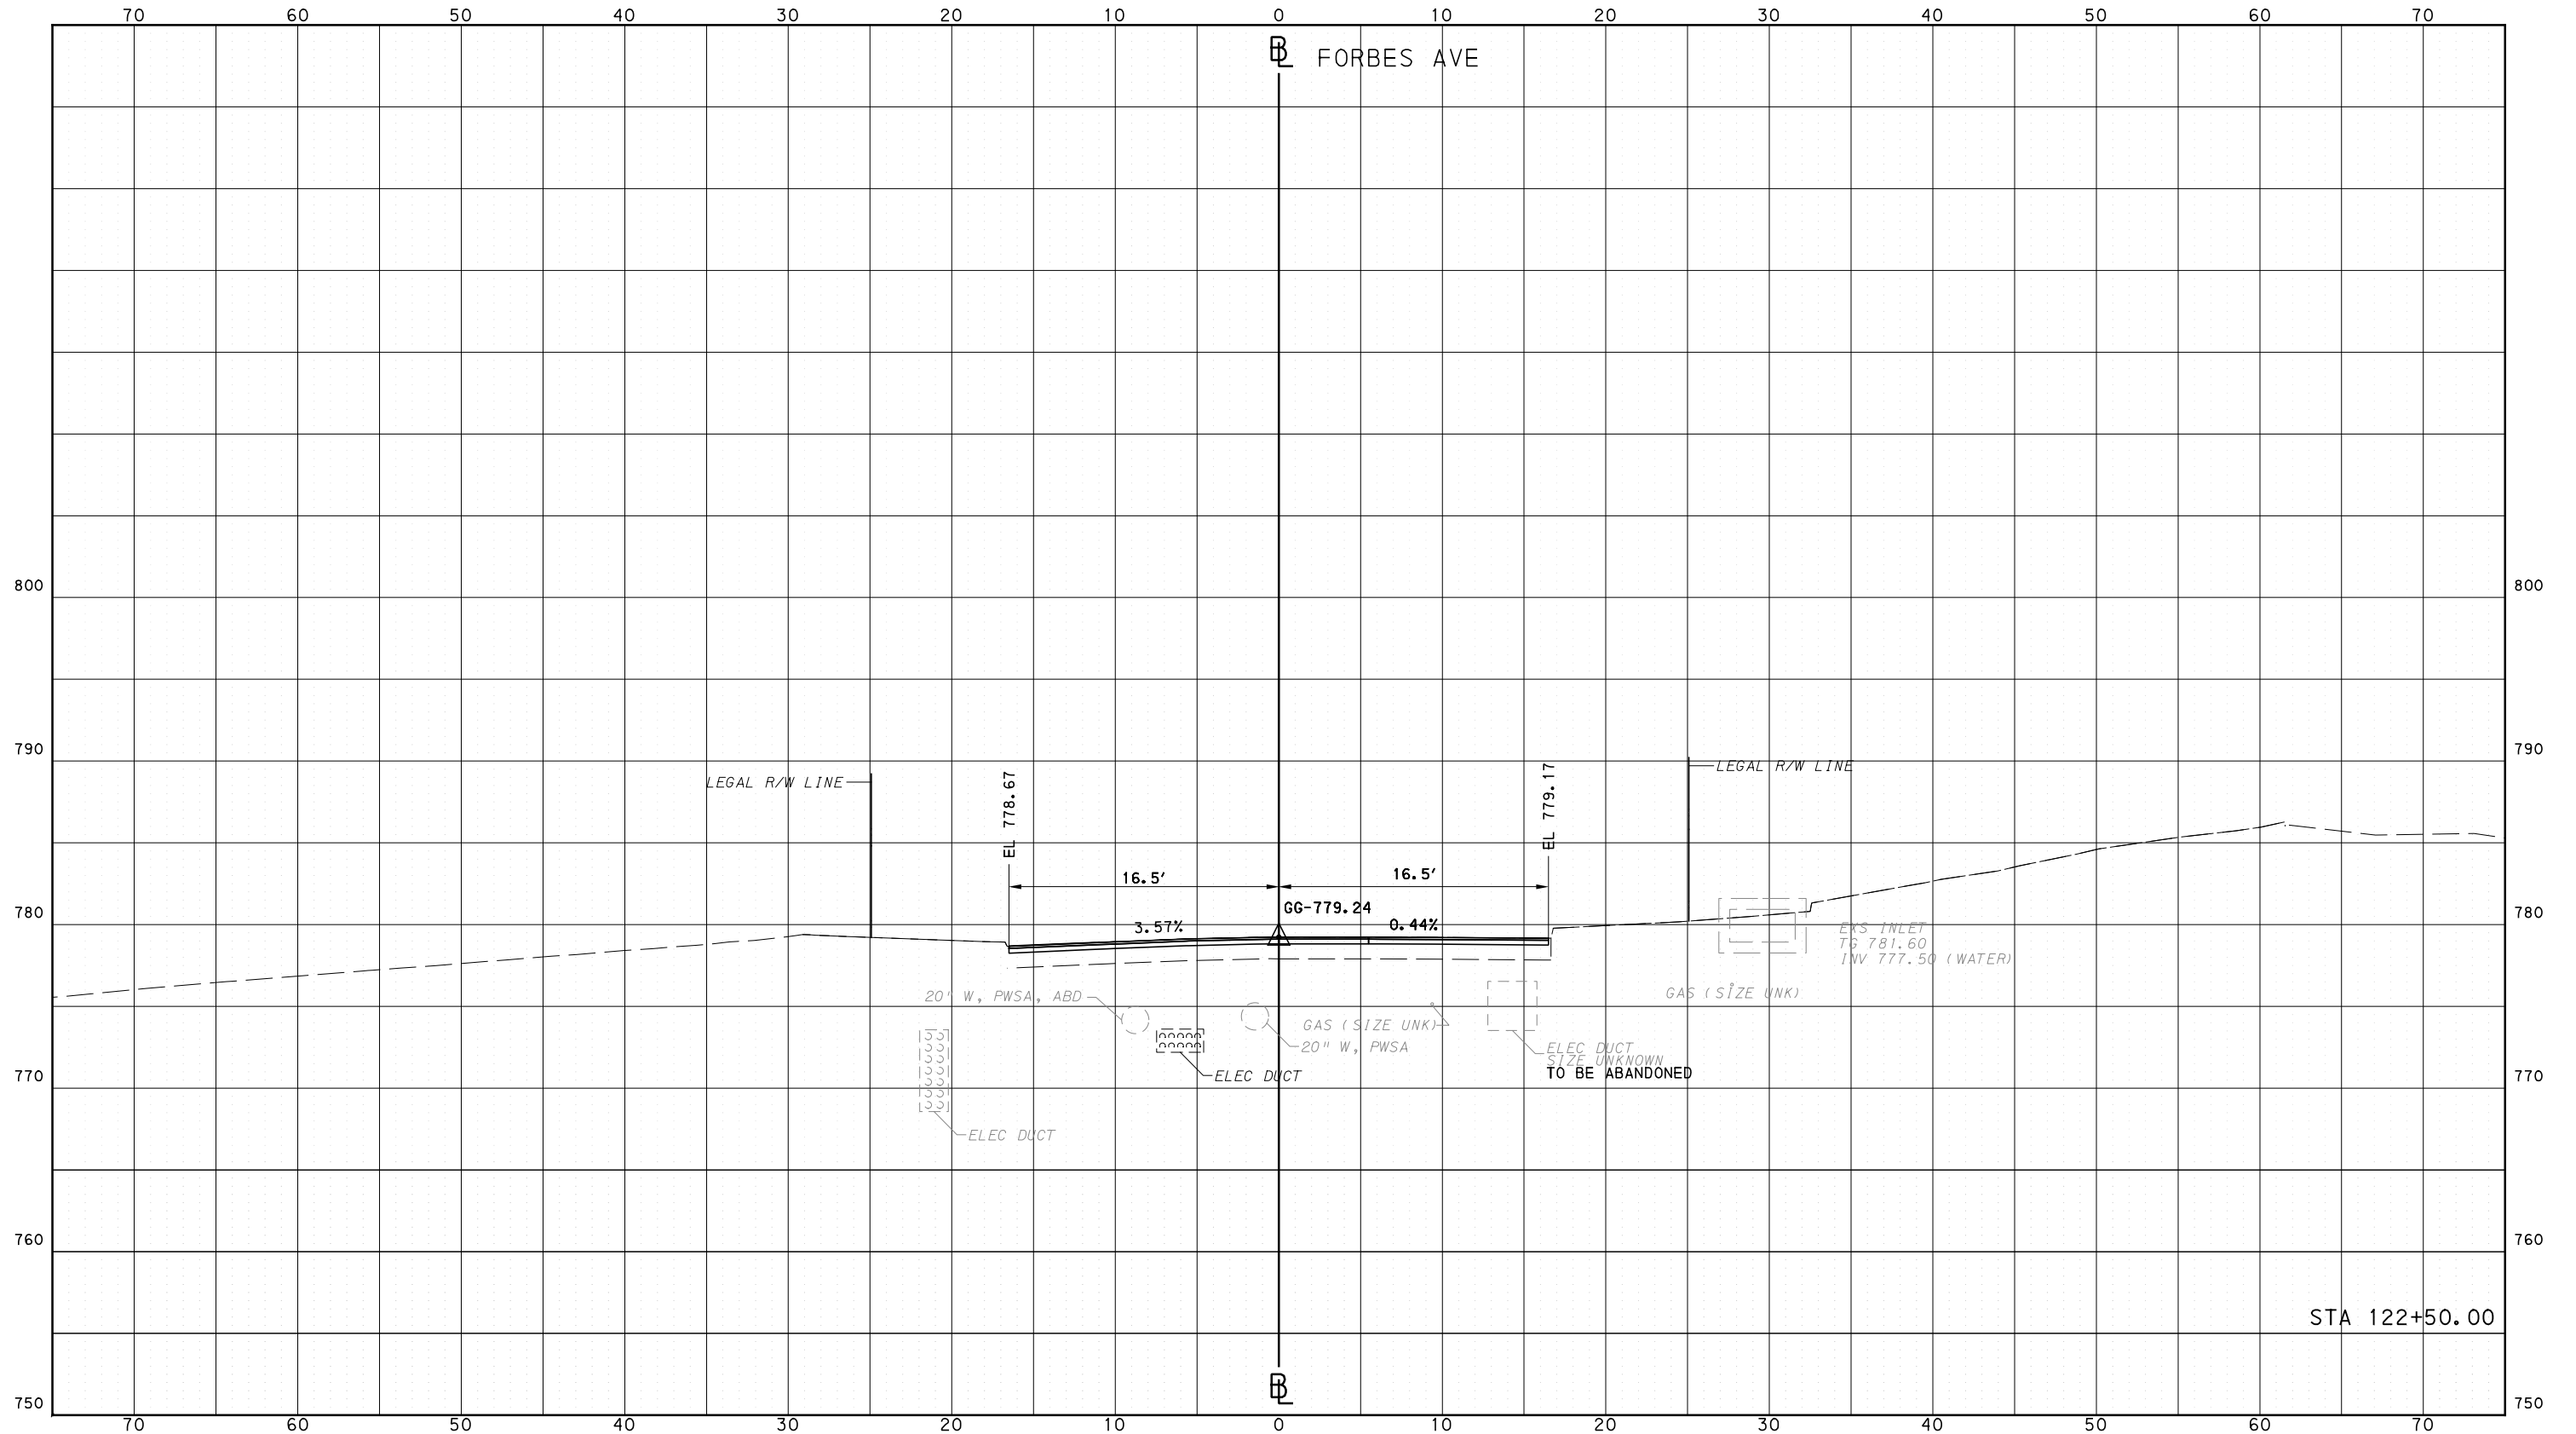 70 60 50 40 30 20 10 0 10 20 30 40 50 60 70
FORBES AVE
800 800
790 790
LEGAL R/W LINE
LEGAL R/W LINE
EL 778.67
EL 779.17
16.5'
16.5'
GG-779.24
3.57%
0.44%
780 780
EXS INLET
TG 781.60
INV 777.50 (WATER)
20" W, PWSA, ABD
GAS (SIZE UNK)
GAS (SIZE UNK)
20" W, PWSA
ELEC DUCT
SIZE UNKNOWN
TO BE ABANDONED
770 770
ELEC DUCT
ELEC DUCT
760 760
STA 122+50.00
750 750
70 60 50 40 30 20 10 0 10 20 30 40 50 60 70